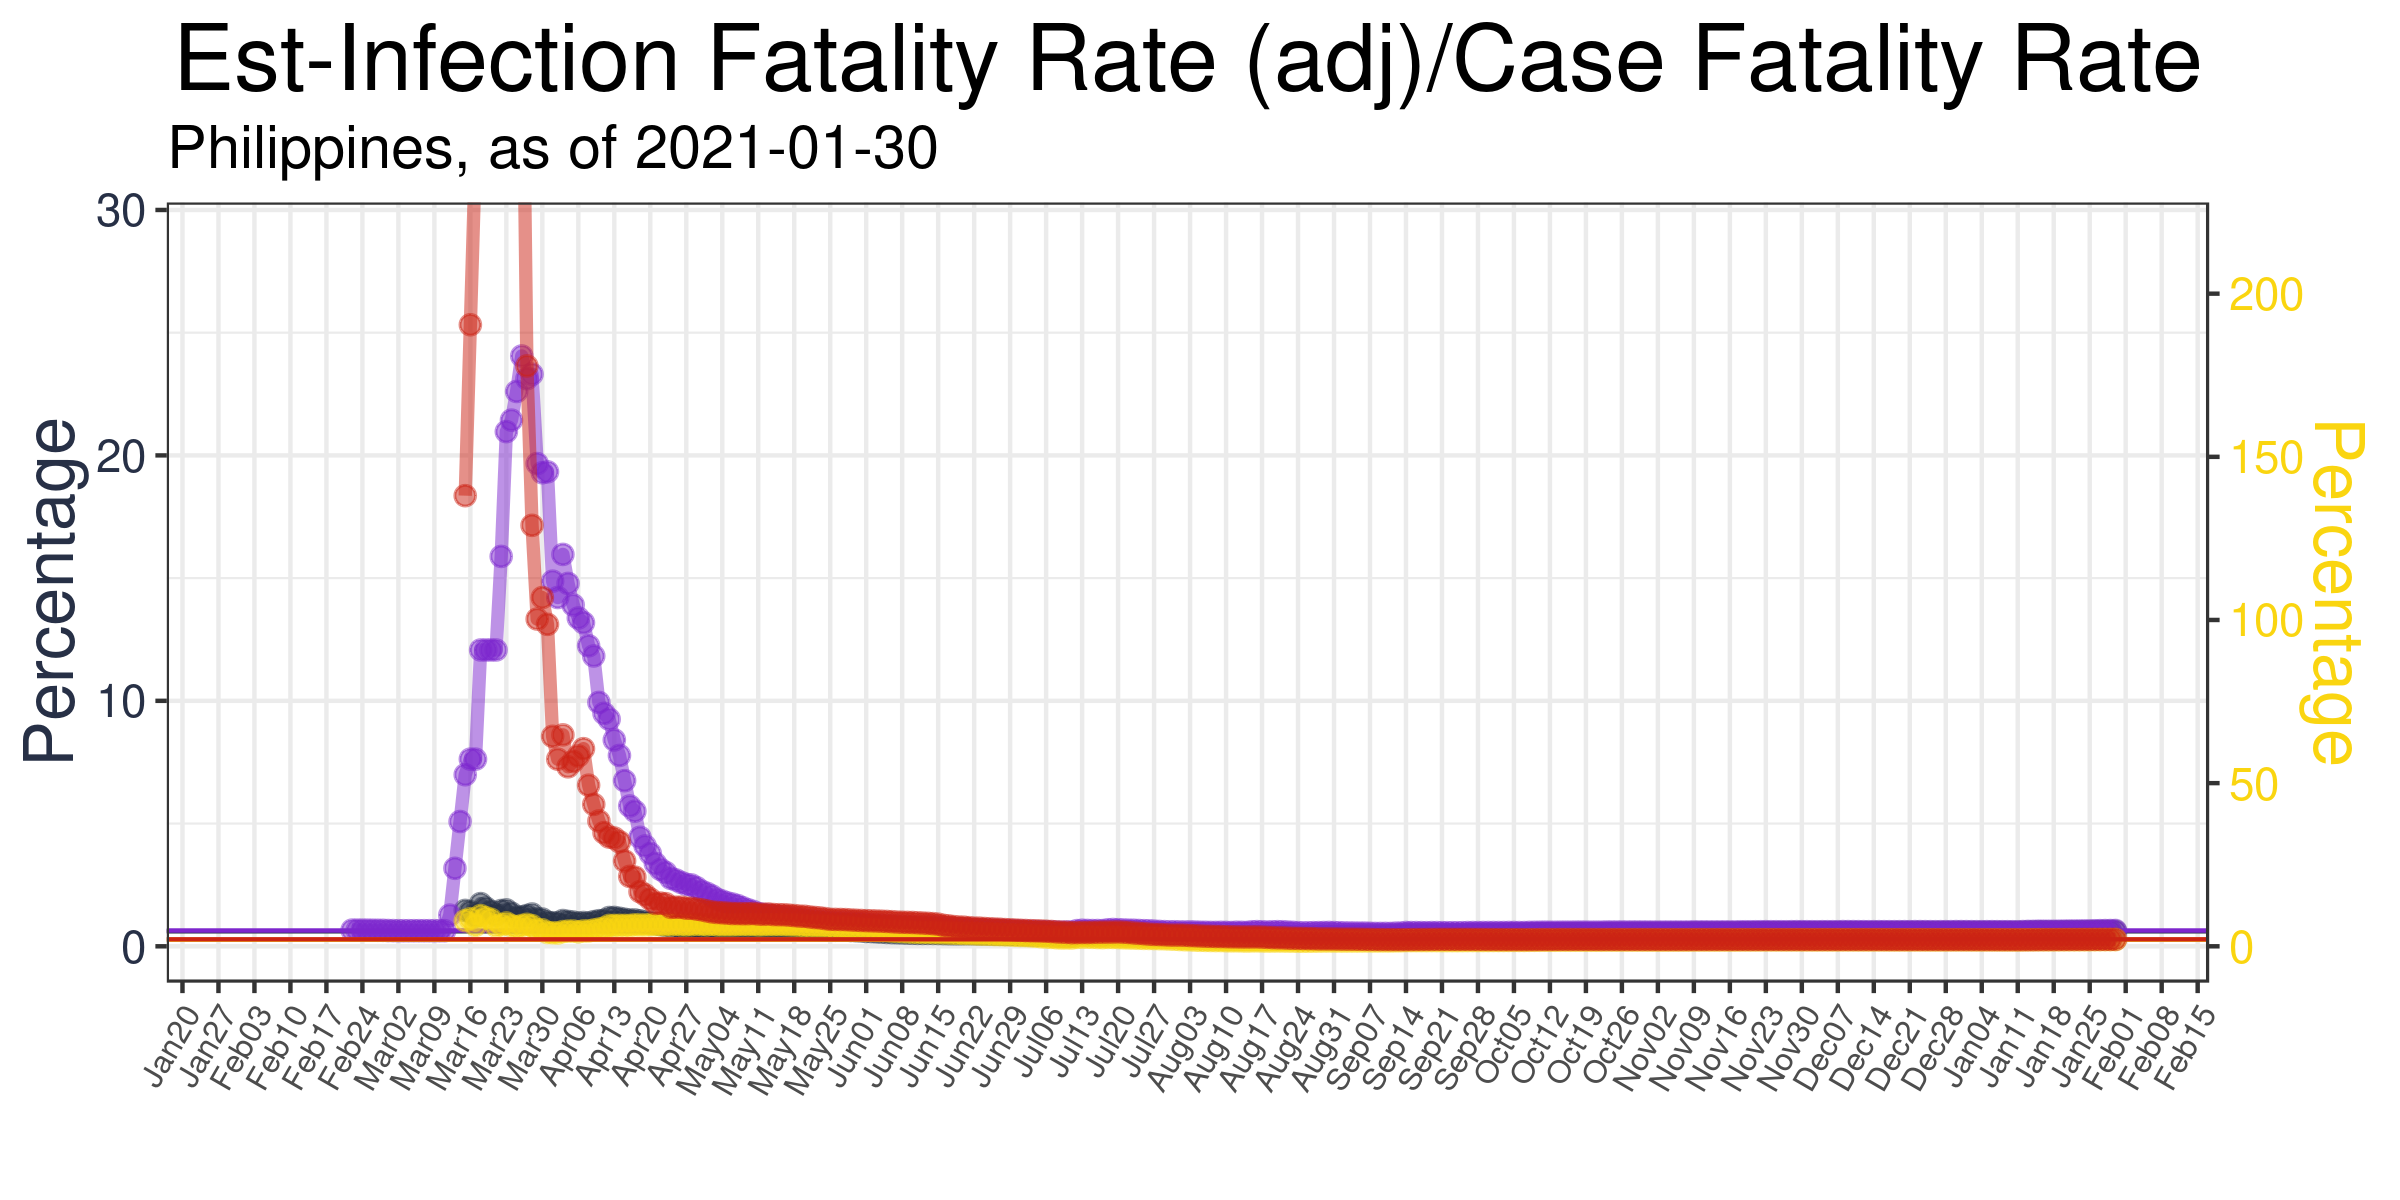 Est-Infection Fatality Rate (adj)/Case Fatality Rate
Philippines, as of 2021-01-30
Percentage
30
20
10
0
200
150
100
50
0
Percentage
Jan20
Jan27
Feb03
Feb10
Feb17
Feb24
Mar02
Mar09
Mar16
Mar23
Mar30
Apr06
Apr13
Apr20
Apr27
May04
May11
May18
May25
Jun01
Jun08
Jun15
Jun22
Jun29
Jul06
Jul13
Jul20
Jul27
Aug03
Aug10
Aug17
Aug24
Aug31
Sep07
Sep14
Sep21
Sep28
Oct05
Oct12
Oct19
Oct26
Nov02
Nov09
Nov16
Nov23
Nov30
Dec07
Dec14
Dec21
Dec28
Jan04
Jan11
Jan18
Jan25
Feb01
Feb08
Feb15